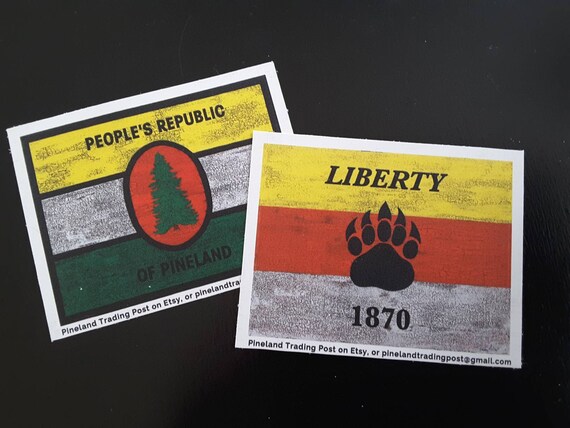 PEOPLE'S REPUBLIC
OF PINELAND
Pineland Trading Post on Etsy, or pinelandtra
LIBERTY
1870
Pineland Trading Post on Etsy, or pinelandtradingpost@gmail.com